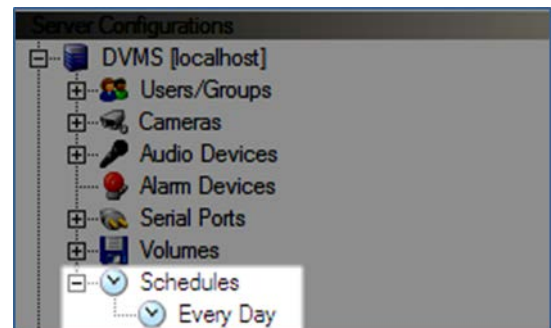 Server Configurations
DVMS [localhost]
Users/Groups
Cameras
Audio Devices
Alarm Devices
Serial Ports
Volumes
Schedules
Every Day